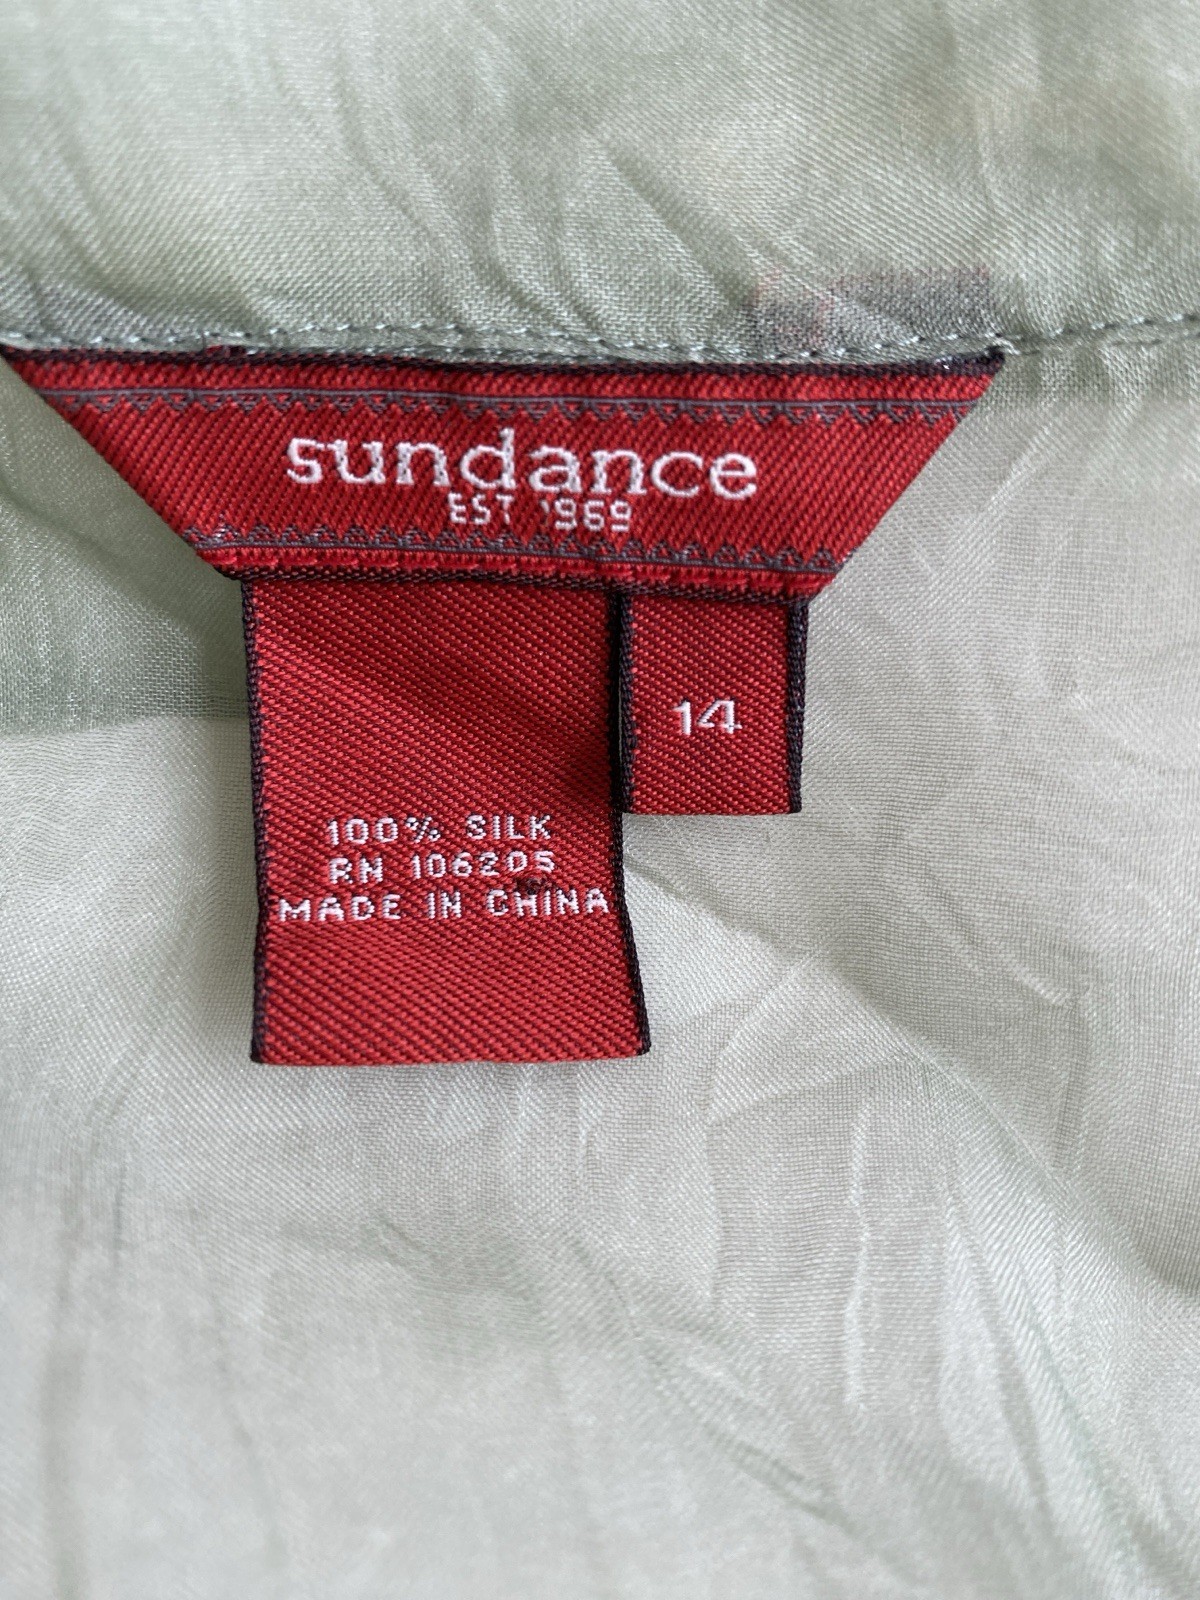 sundance
EST 1969
14
100% SILK
RN 106205
MADE IN CHINA